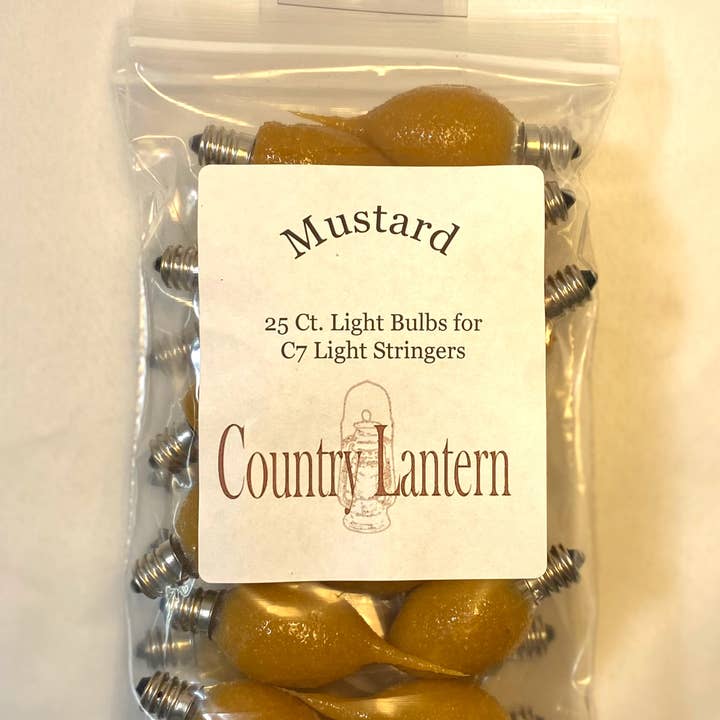 Mustard
25 Ct. Light Bulbs for
C7 Light Stringers
Country Lantern